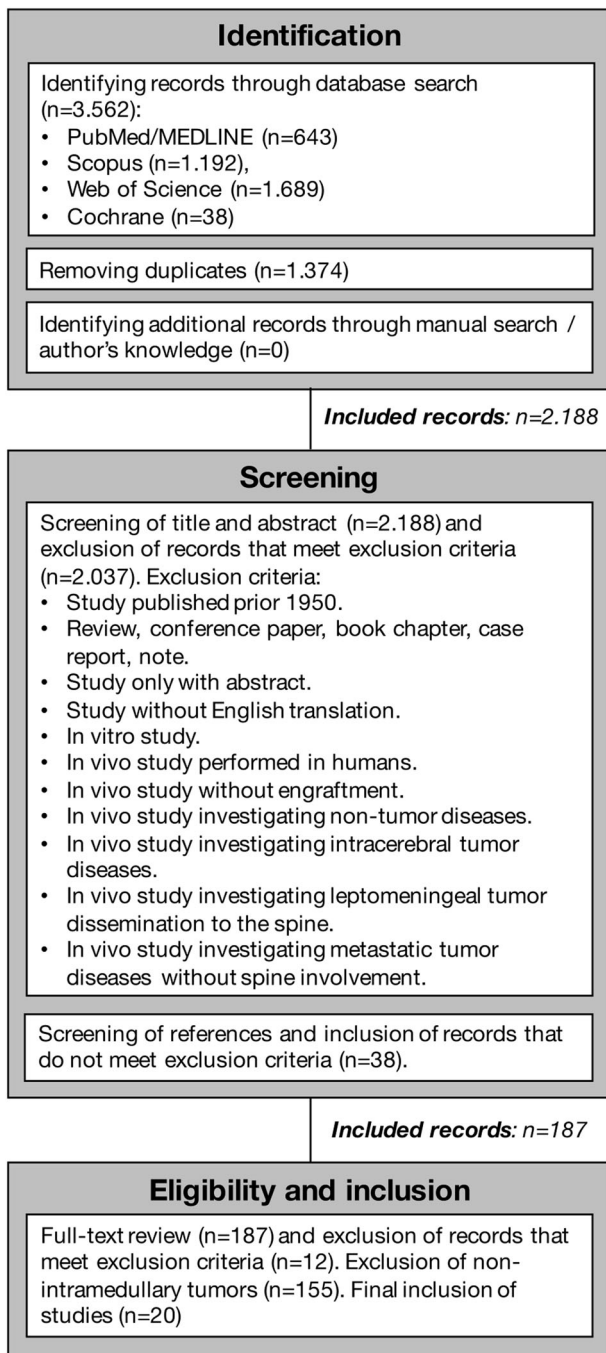 Identification
Identifying records through database search
(n=3.562):
• PubMed/MEDLINE (n=643)
• Scopus (n=1.192),
• Web of Science (n=1.689)
• Cochrane (n=38)
Removing duplicates (n=1.374)
Identifying additional records through manual search /
author's knowledge (n=0)
Included records: n=2.188
Screening
Screening of title and abstract (n=2.188) and
exclusion of records that meet exclusion criteria
(n=2.037). Exclusion criteria:
• Study published prior 1950.
• Review, conference paper, book chapter, case
report, note.
• Study only with abstract.
• Study without English translation.
• In vitro study.
• In vivo study performed in humans.
• In vivo study without engraftment.
• In vivo study investigating non-tumor diseases.
• In vivo study investigating intracerebral tumor
diseases.
• In vivo study investigating leptomeningeal tumor
dissemination to the spine.
• In vivo study investigating metastatic tumor
diseases without spine involvement.
Screening of references and inclusion of records that
do not meet exclusion criteria (n=38).
Included records: n=187
Eligibility and inclusion
Full-text review (n=187) and exclusion of records that
meet exclusion criteria (n=12). Exclusion of non-
intramedullary tumors (n=155). Final inclusion of
studies (n=20)